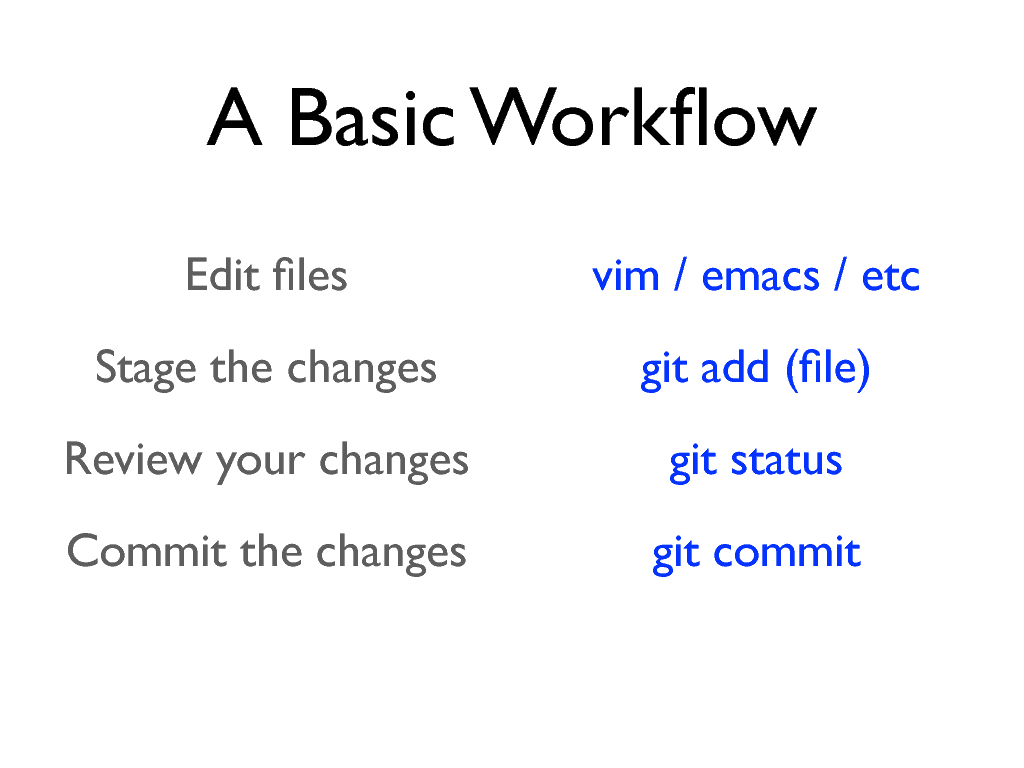 A Basic Workflow
Edit files vim / emacs / etc
Stage the changes git add (file)
Review your changes git status
Commit the changes git commit